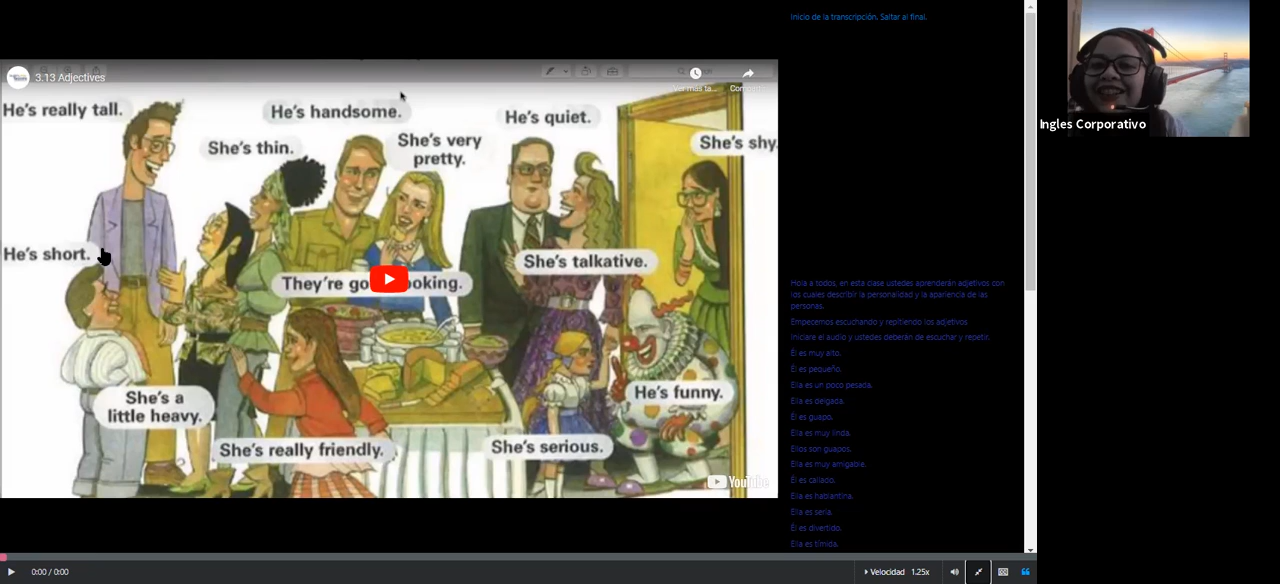 3.13 Adjectives
Ver más ta...
He's really tall.
He's handsome.
He's quiet.
She's thin.
She's very
pretty.
She's shy.
He's short.
She's talkative.
They're go
oking.
She's a
little heavy.
He's funny.
She's really friendly.
She's serious.
YouTube
Inicio de la transcripción. Saltar al final.
Hola a todos, en esta clase ustedes aprenderán adjetivos con
los cuales describir la personalidad y la apariencia de las
personas.
Empecemos escuchando y repitiendo los adjetivos
Iniciare el audio y ustedes deberán de escuchar y repetir.
Él es muy alto.
Él es pequeño.
Ella es un poco pesada.
Ella es delgada.
Él es guapo.
Ella es muy linda.
Ellos son guapos.
Ella es muy amigable.
Él es callado.
Ella es hablantina.
Ella es seria.
Él es divertido.
Ella es tímida.
Ingles Corporativo
0:00 / 0:00
Velocidad 1.25x